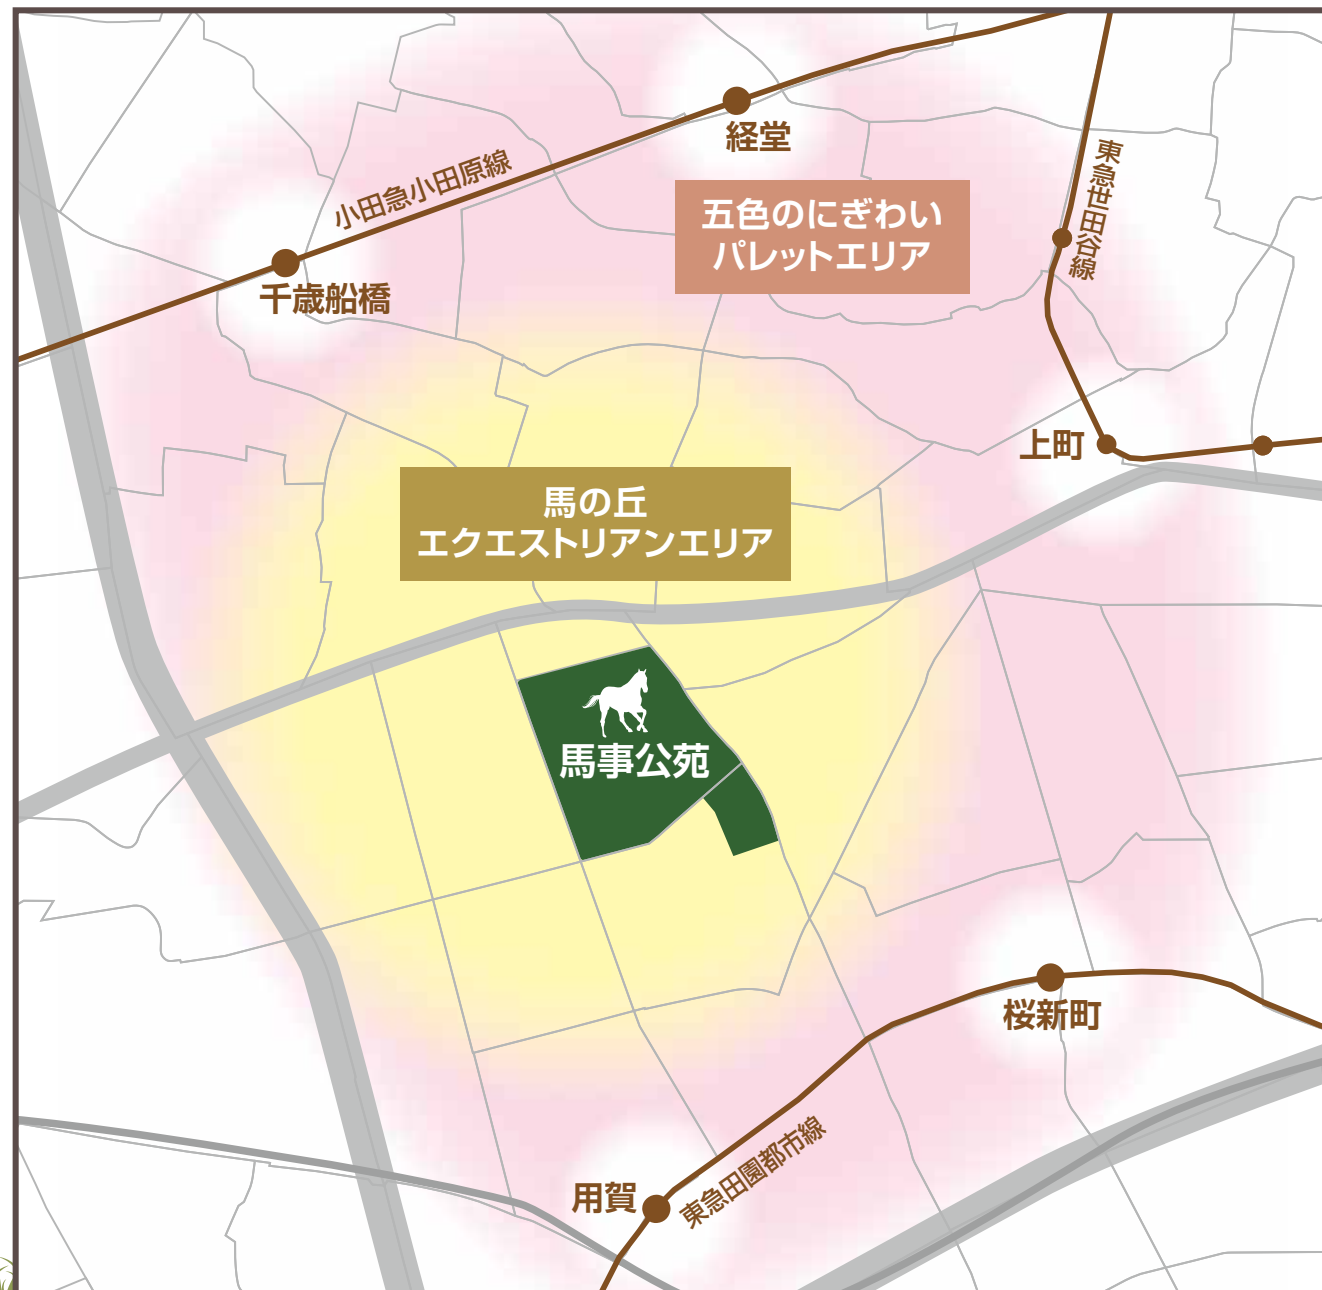 経堂
東急世田谷線
小田急小田原線
五色のにぎわい
パレットエリア
千歳船橋
上町
馬の丘
エクエストリアンエリア
馬事公苑
桜新町
東急田園都市線
用賀